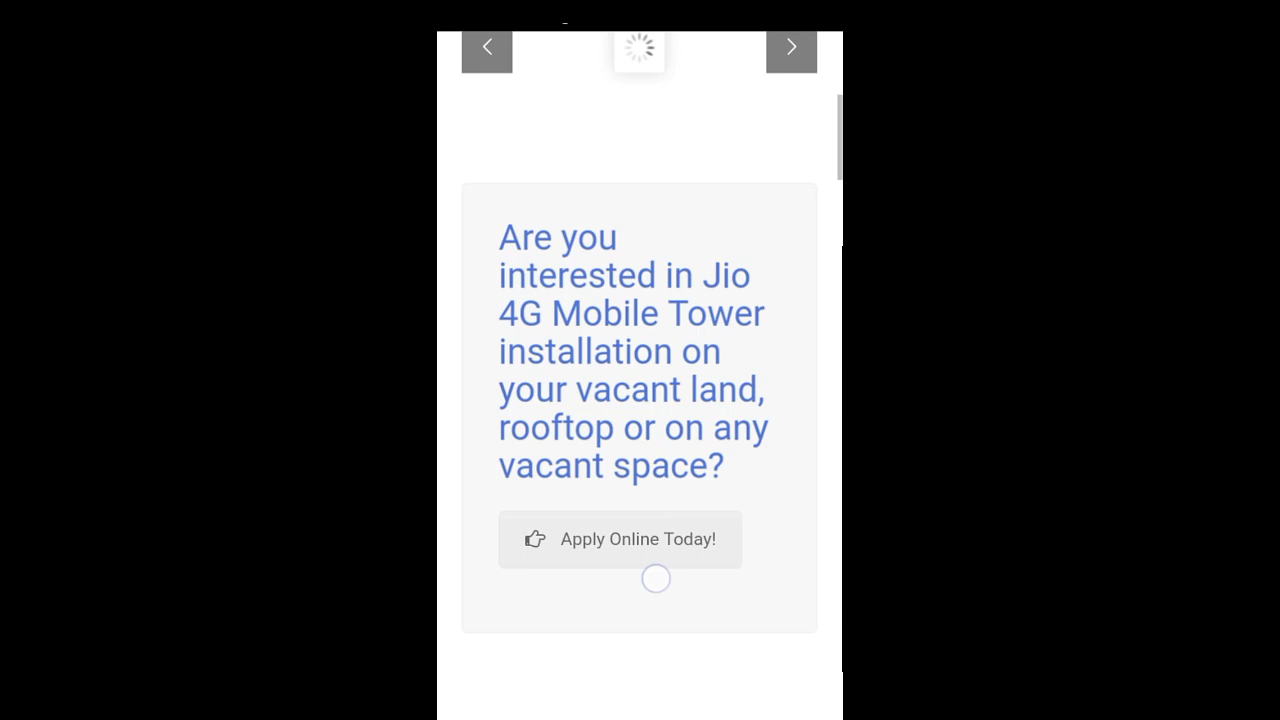 Are you
interested in Jio
4G Mobile Tower
installation on
your vacant land,
rooftop or on any
vacant space?
Apply Online Today!